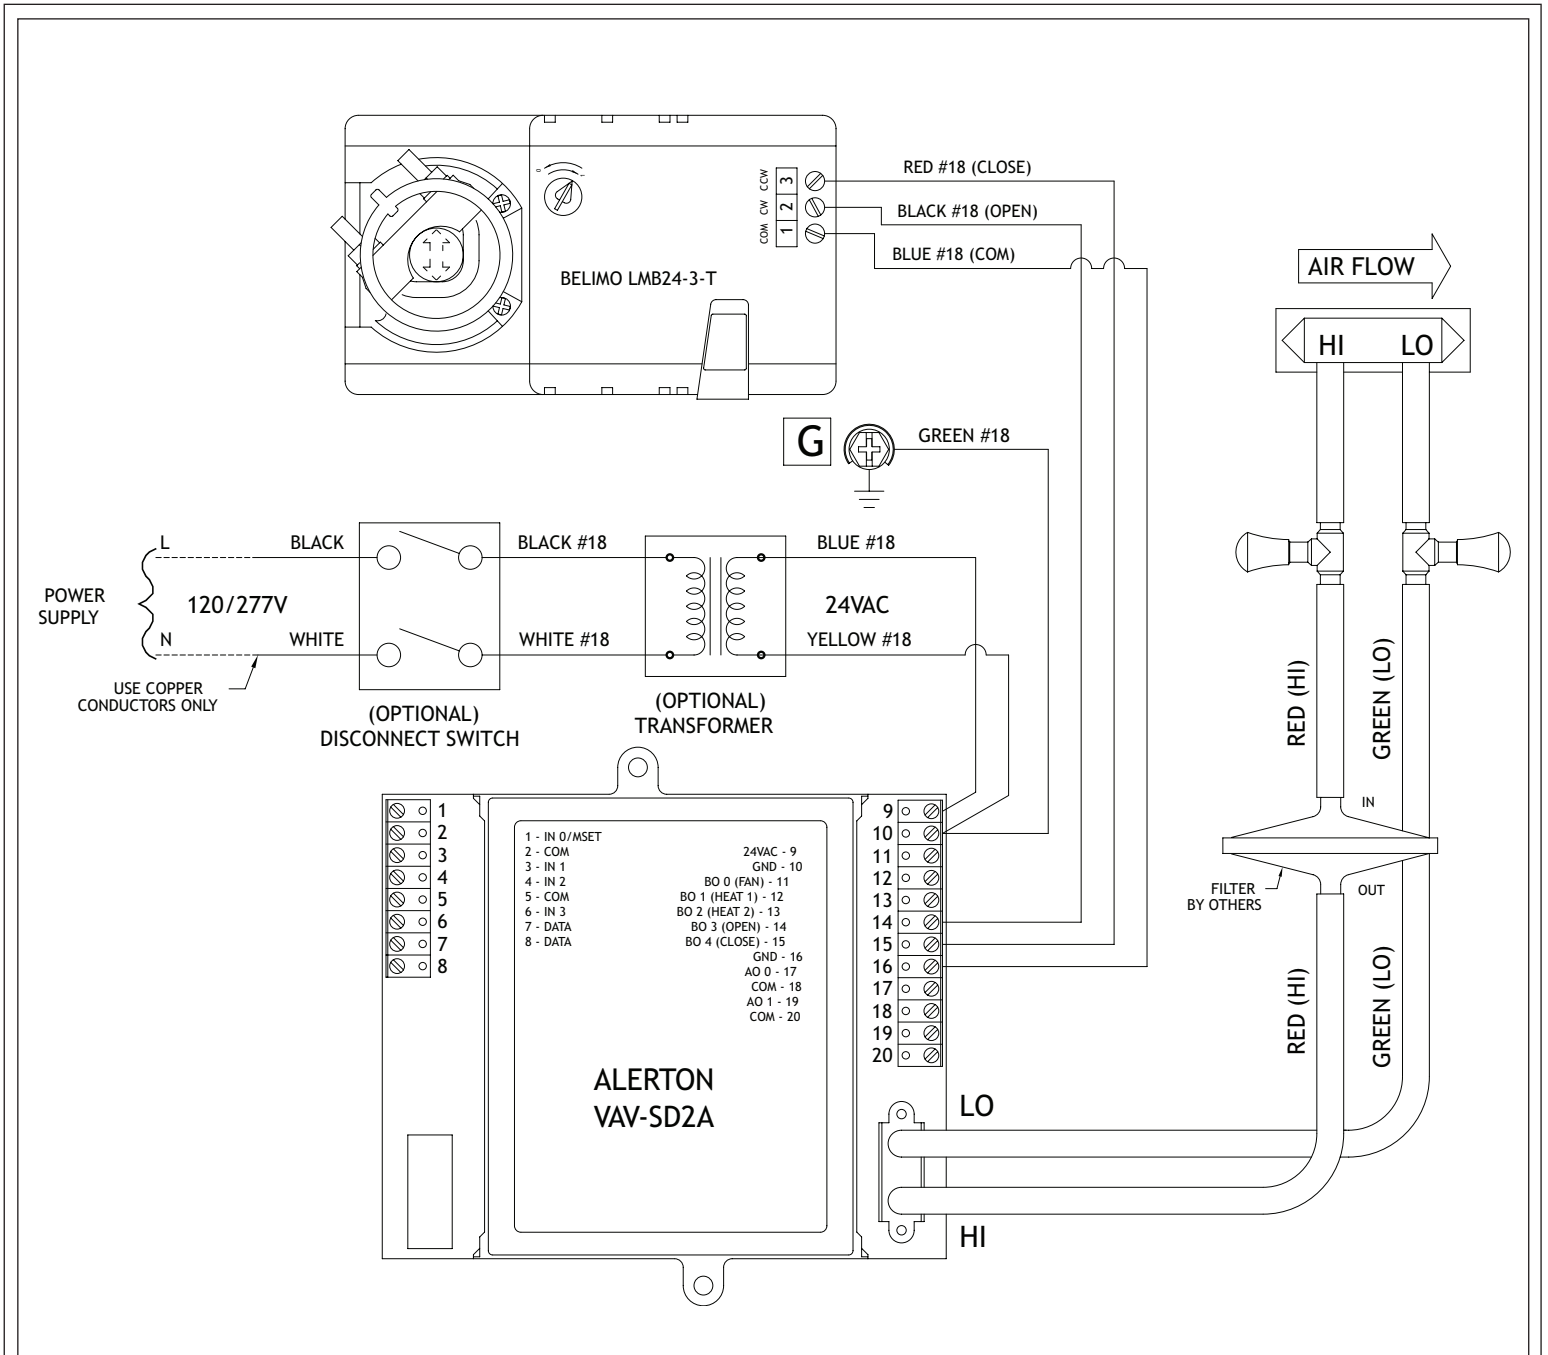 RED #18 (CLOSE)
3 CCW
2 CW
1 COM
BLACK #18 (OPEN)
BLUE #18 (COM)
BELIMO LMB24-3-T
AIR FLOW
HI LO
G
GREEN #18
L
BLACK
BLACK #18
BLUE #18
POWER
SUPPLY
120/277V
24VAC
N
WHITE
WHITE #18
YELLOW #18
USE COPPER
CONDUCTORS ONLY
(OPTIONAL)
DISCONNECT SWITCH
(OPTIONAL)
TRANSFORMER
RED (HI)
GREEN (LO)
IN
FILTER
BY OTHERS
OUT
RED (HI)
GREEN (LO)
1
2
3
4
5
6
7
8
1 - IN 0/MSET
2 - COM
3 - IN 1
4 - IN 2
5 - COM
6 - IN 3
7 - DATA
8 - DATA
24VAC - 9
GND - 10
BO 0 (FAN) - 11
BO 1 (HEAT 1) - 12
BO 2 (HEAT 2) - 13
BO 3 (OPEN) - 14
BO 4 (CLOSE) - 15
GND - 16
AO 0 - 17
COM - 18
AO 1 - 19
COM - 20
9
10
11
12
13
14
15
16
17
18
19
20
ALERTON
VAV-SD2A
LO
HI